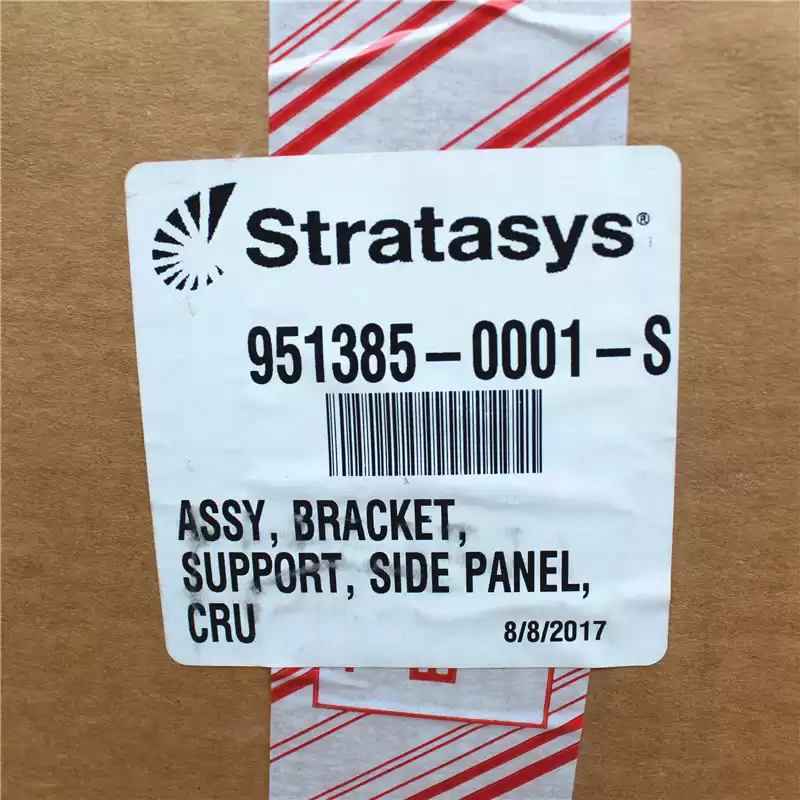 Stratasys®
951385-0001-S
ASSY, BRACKET,
SUPPORT, SIDE PANEL,
CRU
8/8/2017